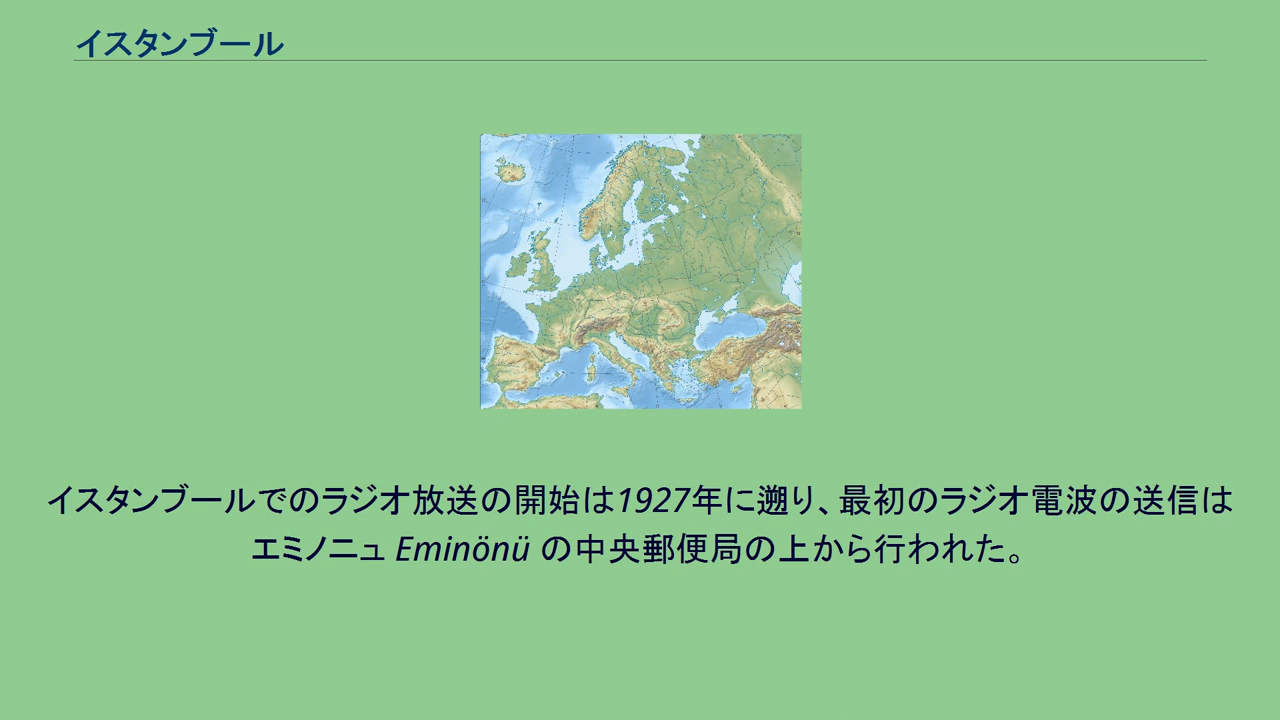 イスタンブール
イスタンブールでのラジオ放送の開始は1927年に遡り、最初のラジオ電波の送信は
エミノニュ Eminönü の中央郵便局の上から行われた。